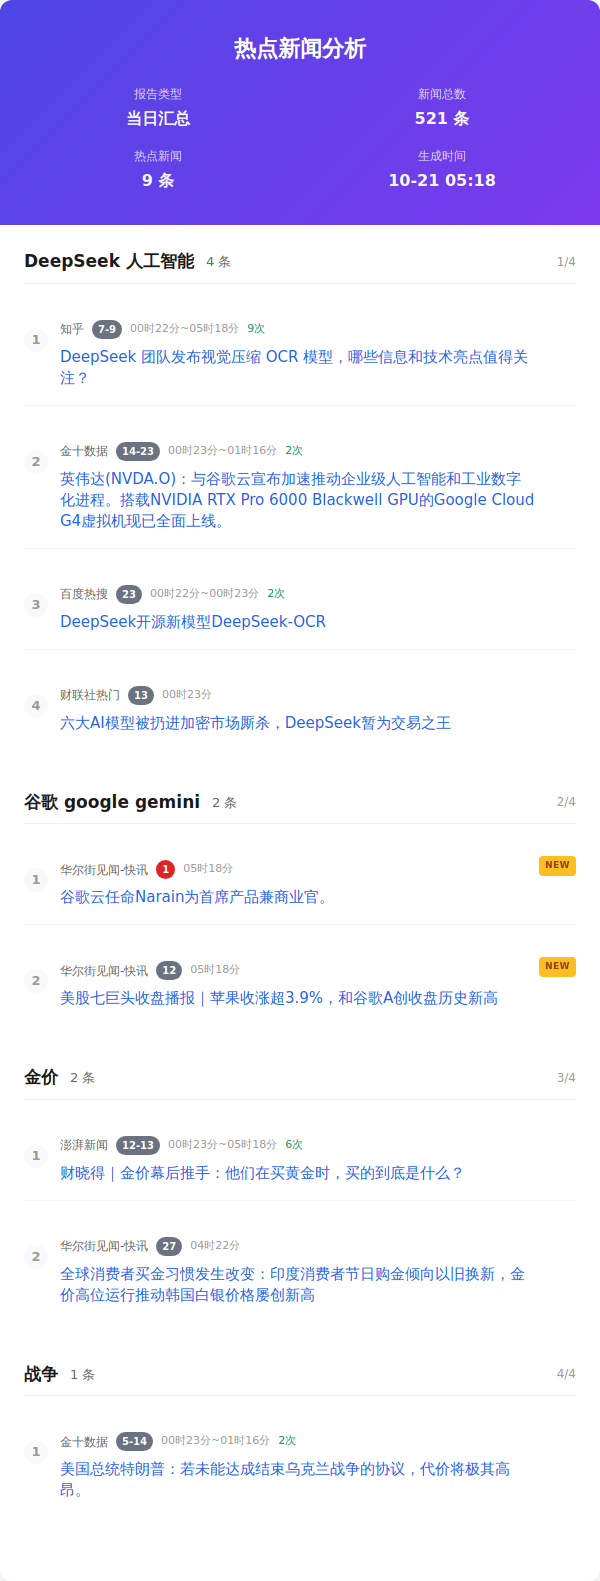 热点新闻分析
报告类型
新闻总数
当日汇总
521 条
热点新闻
生成时间
9 条
10-21 05:18
DeepSeek 人工智能 4 条 1/4
1
知乎 7-9 00时22分~05时18分 9次
DeepSeek 团队发布视觉压缩 OCR 模型，哪些信息和技术亮点值得关
注？
2
金十数据 14-23 00时23分~01时16分 2次
英伟达(NVDA.O)：与谷歌云宣布加速推动企业级人工智能和工业数字
化进程。搭载NVIDIA RTX Pro 6000 Blackwell GPU的Google Cloud
G4虚拟机现已全面上线。
3
百度热搜 23 00时22分~00时23分 2次
DeepSeek开源新模型DeepSeek-OCR
4
财联社热门 13 00时23分
六大AI模型被扔进加密市场厮杀，DeepSeek暂为交易之王
谷歌 google gemini 2 条 2/4
1
华尔街见闻-快讯 1 05时18分 NEW
谷歌云任命Narain为首席产品兼商业官。
2
华尔街见闻-快讯 12 05时18分 NEW
美股七巨头收盘播报｜苹果收涨超3.9%，和谷歌A创收盘历史新高
金价 2 条 3/4
1
澎湃新闻 12-13 00时23分~05时18分 6次
财晓得｜金价幕后推手：他们在买黄金时，买的到底是什么？
2
华尔街见闻-快讯 27 04时22分
全球消费者买金习惯发生改变：印度消费者节日购金倾向以旧换新，金
价高位运行推动韩国白银价格屡创新高
战争 1 条 4/4
1
金十数据 5-14 00时23分~01时16分 2次
美国总统特朗普：若未能达成结束乌克兰战争的协议，代价将极其高
昂。